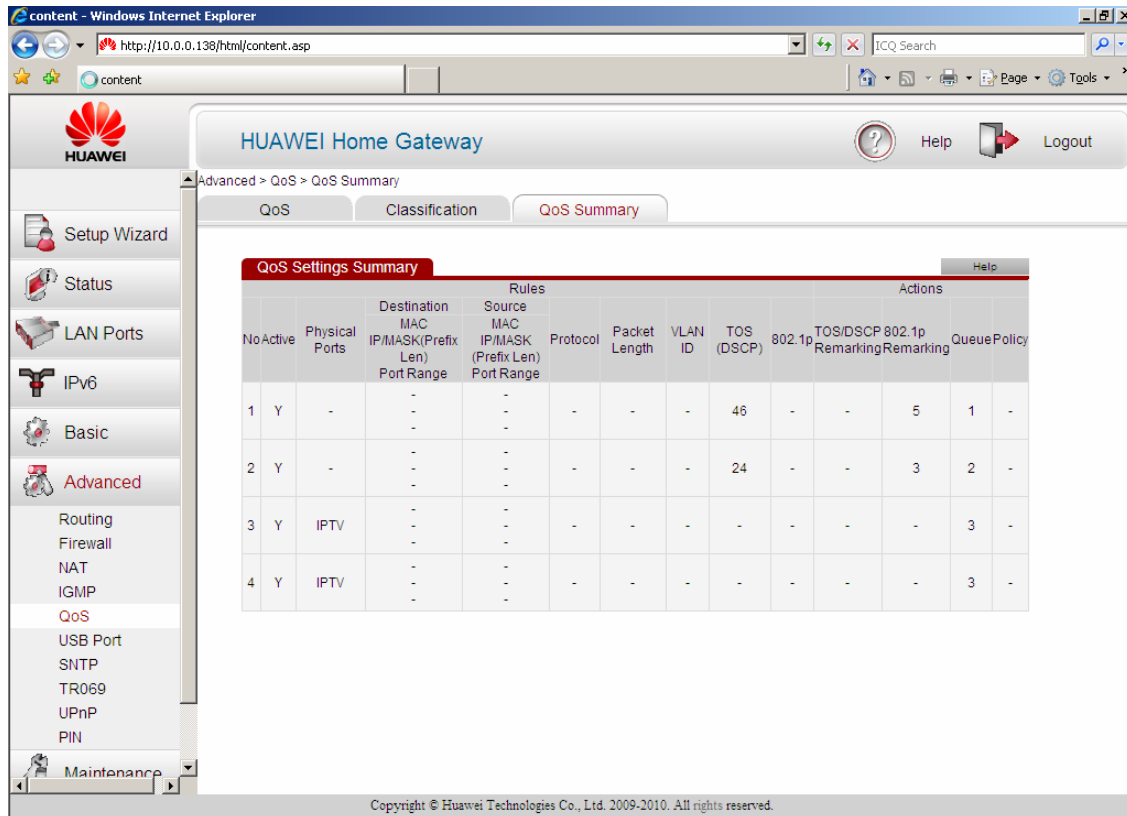 content - Windows Internet Explorer
http://10.0.0.138/html/content.asp
ICQ Search
content
Page
Tools
HUAWEI
HUAWEI Home Gateway
Help
Logout
Advanced > QoS > QoS Summary
QoS Classification QoS Summary
Setup Wizard
Status
LAN Ports
IPv6
Basic
Advanced
Routing
Firewall
NAT
IGMP
QoS
USB Port
SNTP
TR069
UPnP
PIN
Maintenance
QoS Settings Summary
Help
Rules Actions
No Active Physical Ports Destination MAC IP/MASK(Prefix Len) Port Range Source MAC IP/MASK (Prefix Len) Port Range Protocol Packet Length VLAN ID TOS (DSCP) 802.1p TOS/DSCP Remarking 802.1p Remarking Queue Policy
1 Y - - - - - - - - - - 46 - - 5 1 -
2 Y - - - - - - - - - - 24 - - 3 2 -
3 Y IPTV - - - - - - - - - - - - - 3 -
4 Y IPTV - - - - - - - - - - - - - 3 -
Copyright © Huawei Technologies Co., Ltd. 2009-2010. All rights reserved.